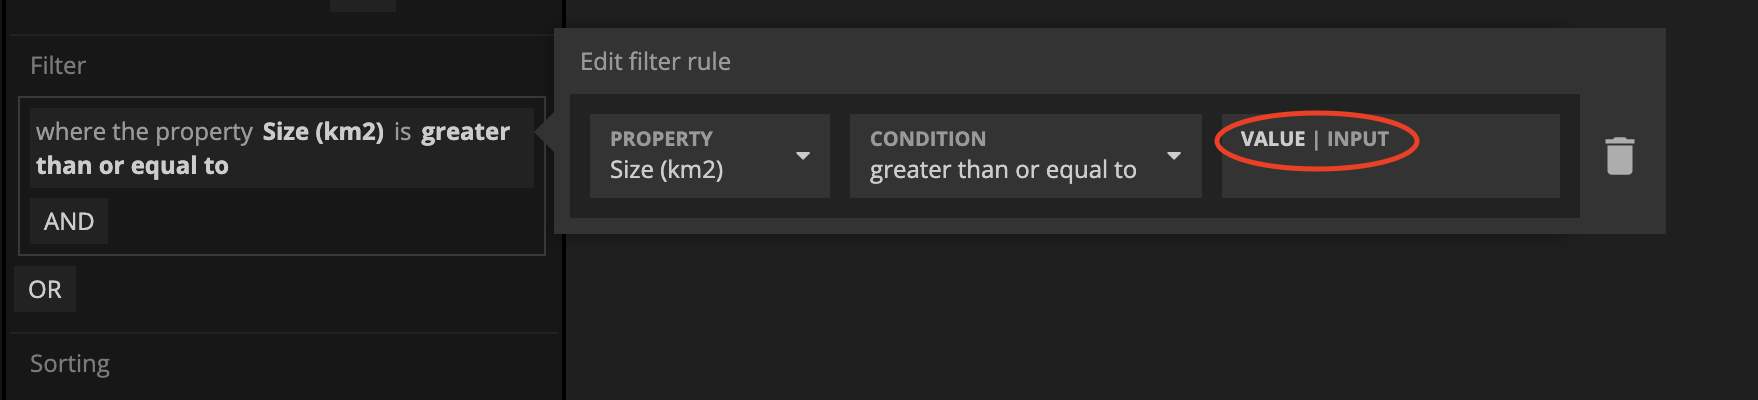 Filter
where the property Size (km2) is greater
than or equal to
AND
OR
Sorting
Edit filter rule
PROPERTY
Size (km2)
CONDITION
greater than or equal to
VALUE | INPUT